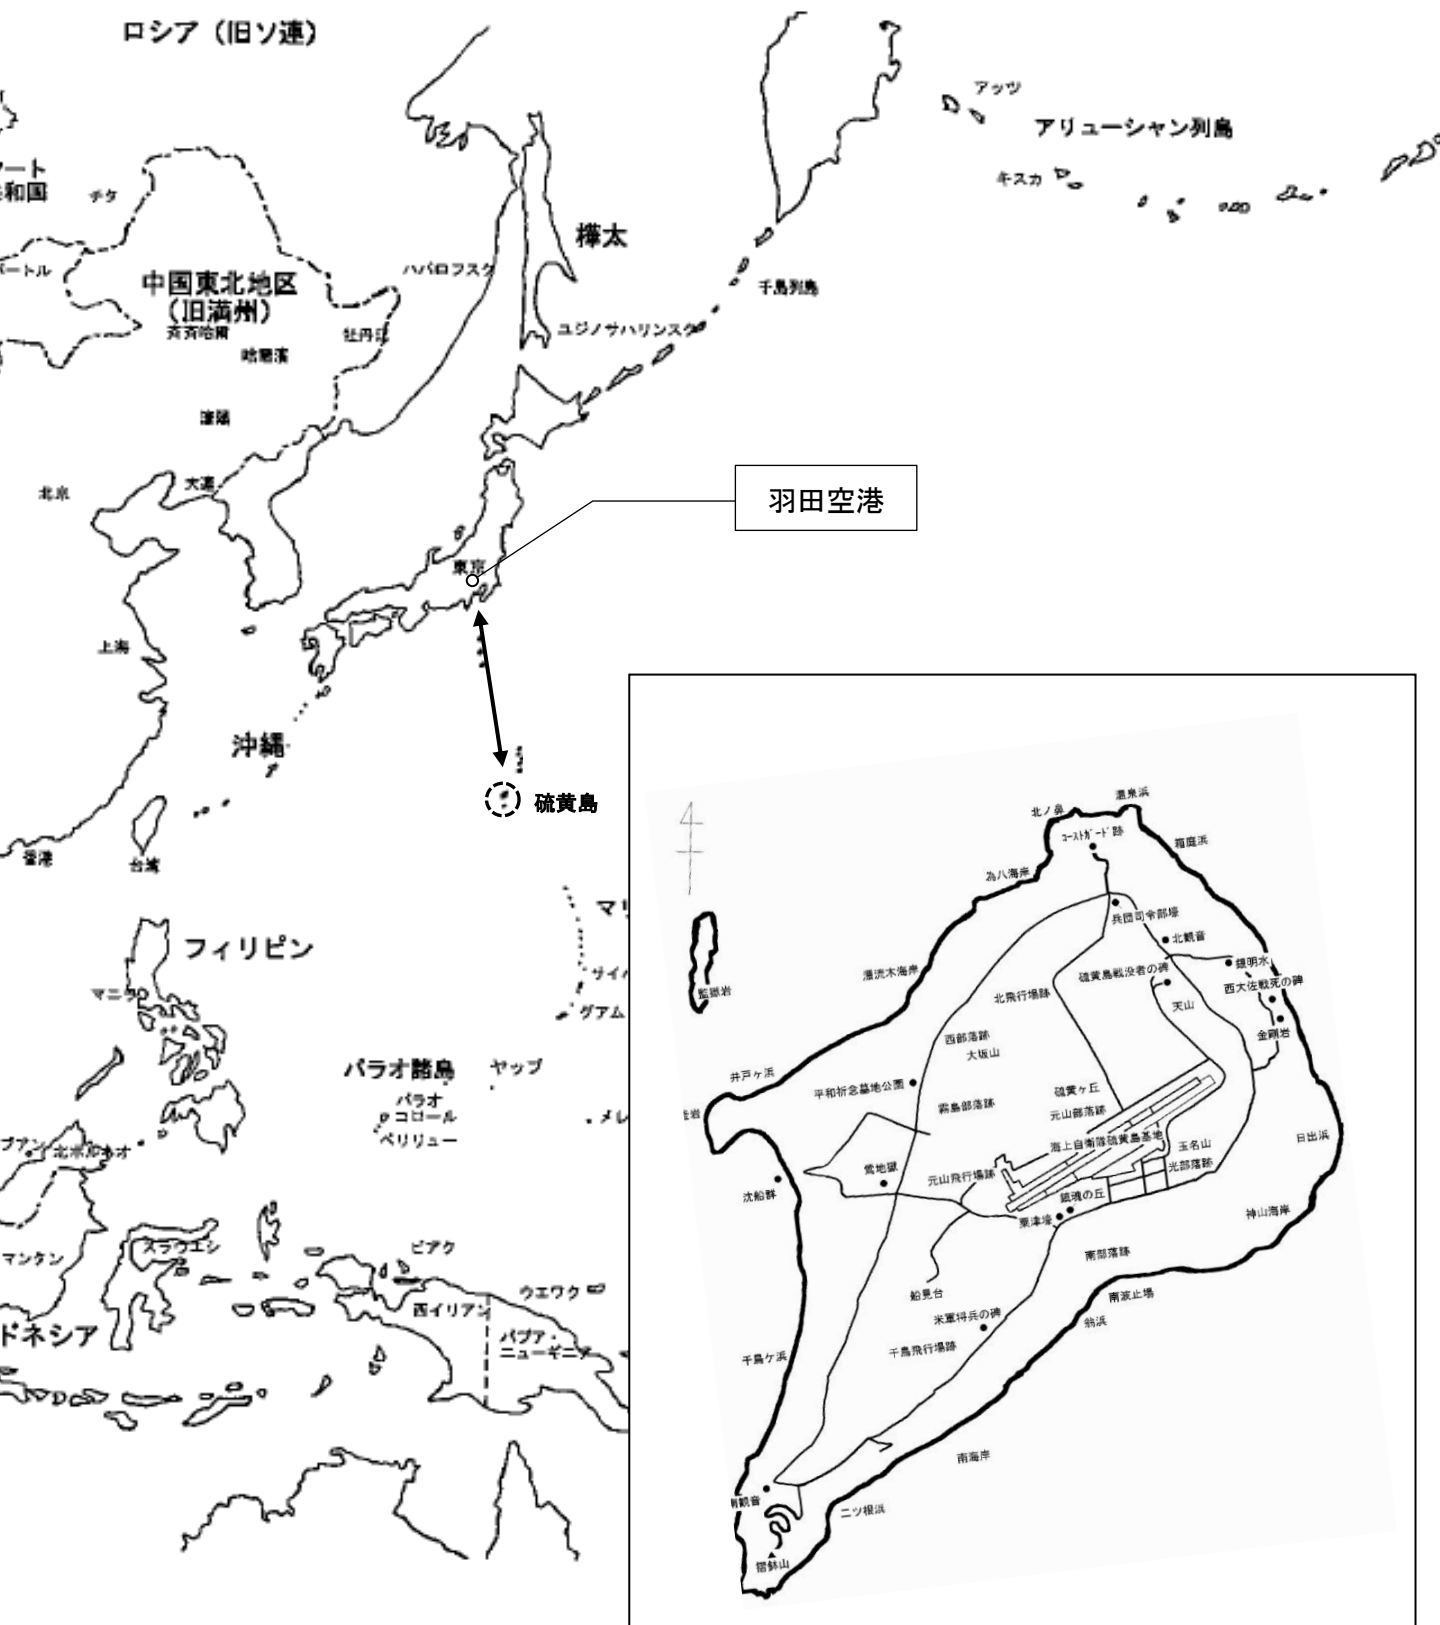 ロシア（旧ソ連）
アッツ
アリューシャン列島
キスカ
和国
チタ
樺太
中国東北地区
（旧満州）
ハバロフスク
千島列島
斉斉哈爾
哈爾濱
牡丹江
ユジノサハリンスク
瀋陽
北京
大連
羽田空港
東京
上海
沖縄
硫黄島
香港
台湾
フィリピン
マニラ
グアム
パラオ諸島
ヤップ
パラオ
コロール
ペリリュー
北ボルネオ
スラウエシ
ビアク
マンタン
西イリアン
ウエワク
ドネシア
パプア・
ニューギニア
北ノ鼻
温泉浜
コーストガード跡
箱庭浜
為八海岸
兵団司令部壕
北観音
銀明水
漂流木海岸
硫黄島戦没者の碑
西大佐戦死の碑
監獄岩
北飛行場跡
天山
金剛岩
西部落跡
大坂山
井戸ヶ浜
平和祈念墓地公園
硫黄ヶ丘
霧島部落跡
元山部落跡
海上自衛隊硫黄島基地
玉名山
日出浜
光部落跡
鶯地獄
元山飛行場跡
沈船群
鎮魂の丘
粟津壕
神山海岸
南部落跡
船見台
南波止場
翁浜
米軍将兵の碑
千鳥飛行場跡
千鳥ケ浜
南海岸
観音
二ツ根浜
摺鉢山